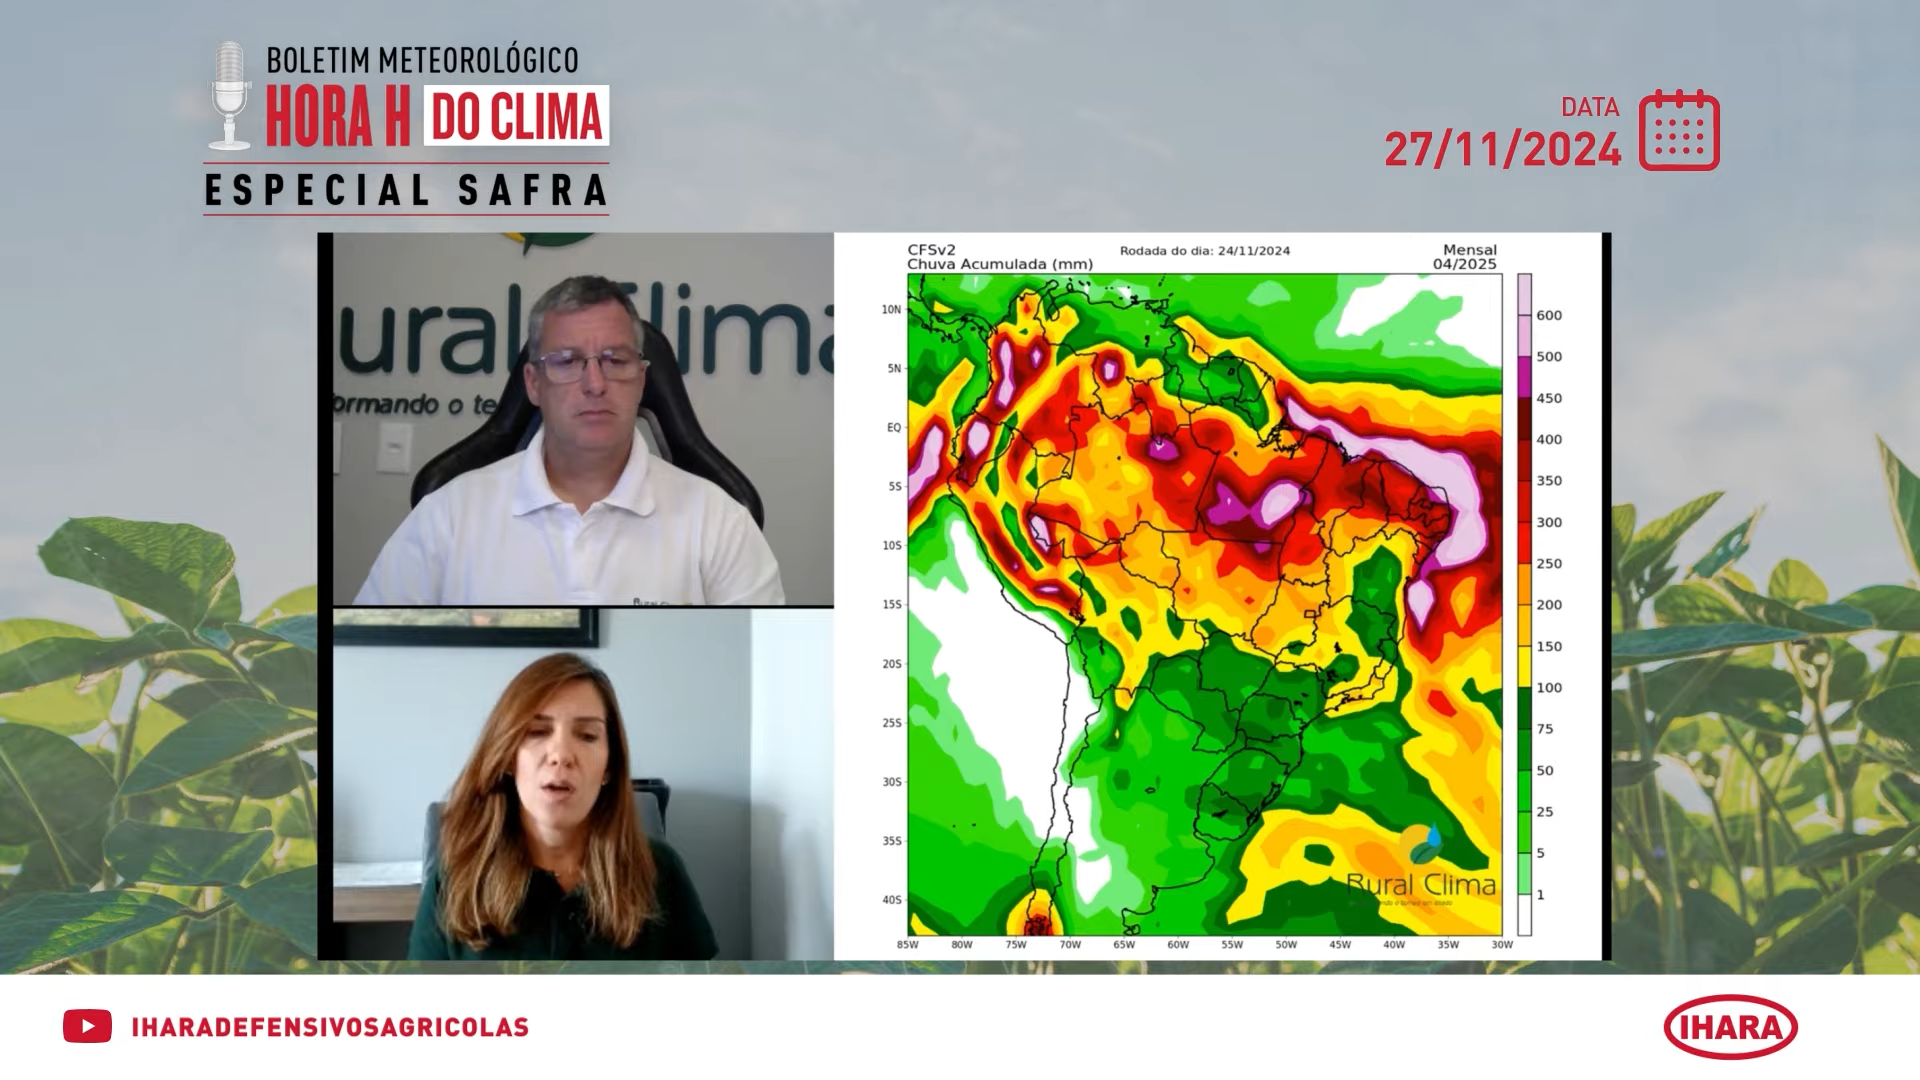 BOLETIM METEOROLÓGICO
HORA H DO CLIMA
ESPECIAL SAFRA
DATA
27/11/2024
ural Clima
ormando o te
CFSv2
Rodada do dia: 24/11/2024
Mensal
Chuva Acumulada (mm)
04/2025
10N
5N
EQ
5S
10S
15S
20S
25S
30S
35S
40S
85W 80W 75W 70W 65W 60W 55W 50W 45W 40W 35W 30W
600
500
450
400
350
300
250
200
150
100
75
50
25
5
1
Rural Clima
IHARADEFENSIVOSAGRICOLAS
IHARA